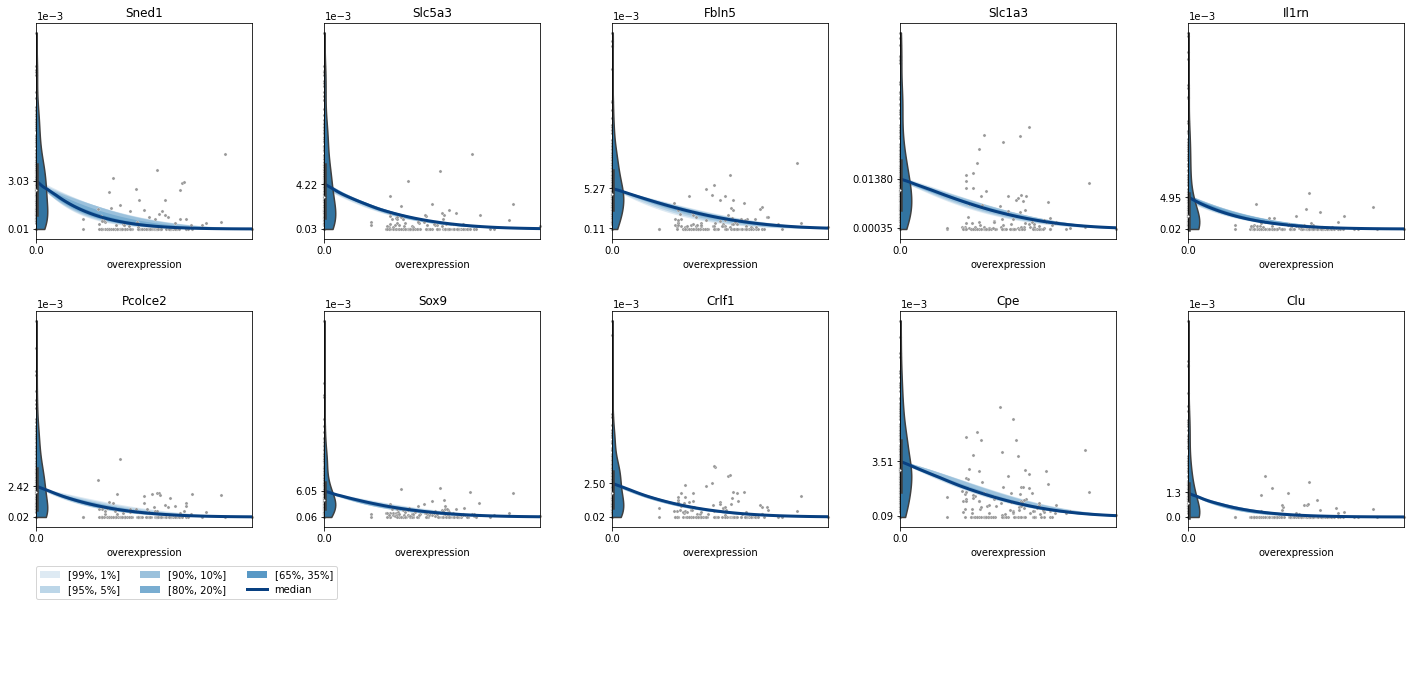 Sned1
1e−3
3.03
0.01
0.0
overexpression
Slc5a3
1e−3
4.22
0.03
0.0
overexpression
Fbln5
1e−3
5.27
0.11
0.0
overexpression
Slc1a3
0.01380
0.00035
0.0
overexpression
Il1rn
1e−3
4.95
0.02
0.0
overexpression
Pcolce2
1e−3
2.42
0.02
0.0
overexpression
Sox9
1e−3
6.05
0.06
0.0
overexpression
Crlf1
1e−3
2.50
0.02
0.0
overexpression
Cpe
1e−3
3.51
0.09
0.0
overexpression
Clu
1e−3
1.3
0.0
0.0
overexpression
[99%, 1%]
[95%, 5%]
[90%, 10%]
[80%, 20%]
[65%, 35%]
median